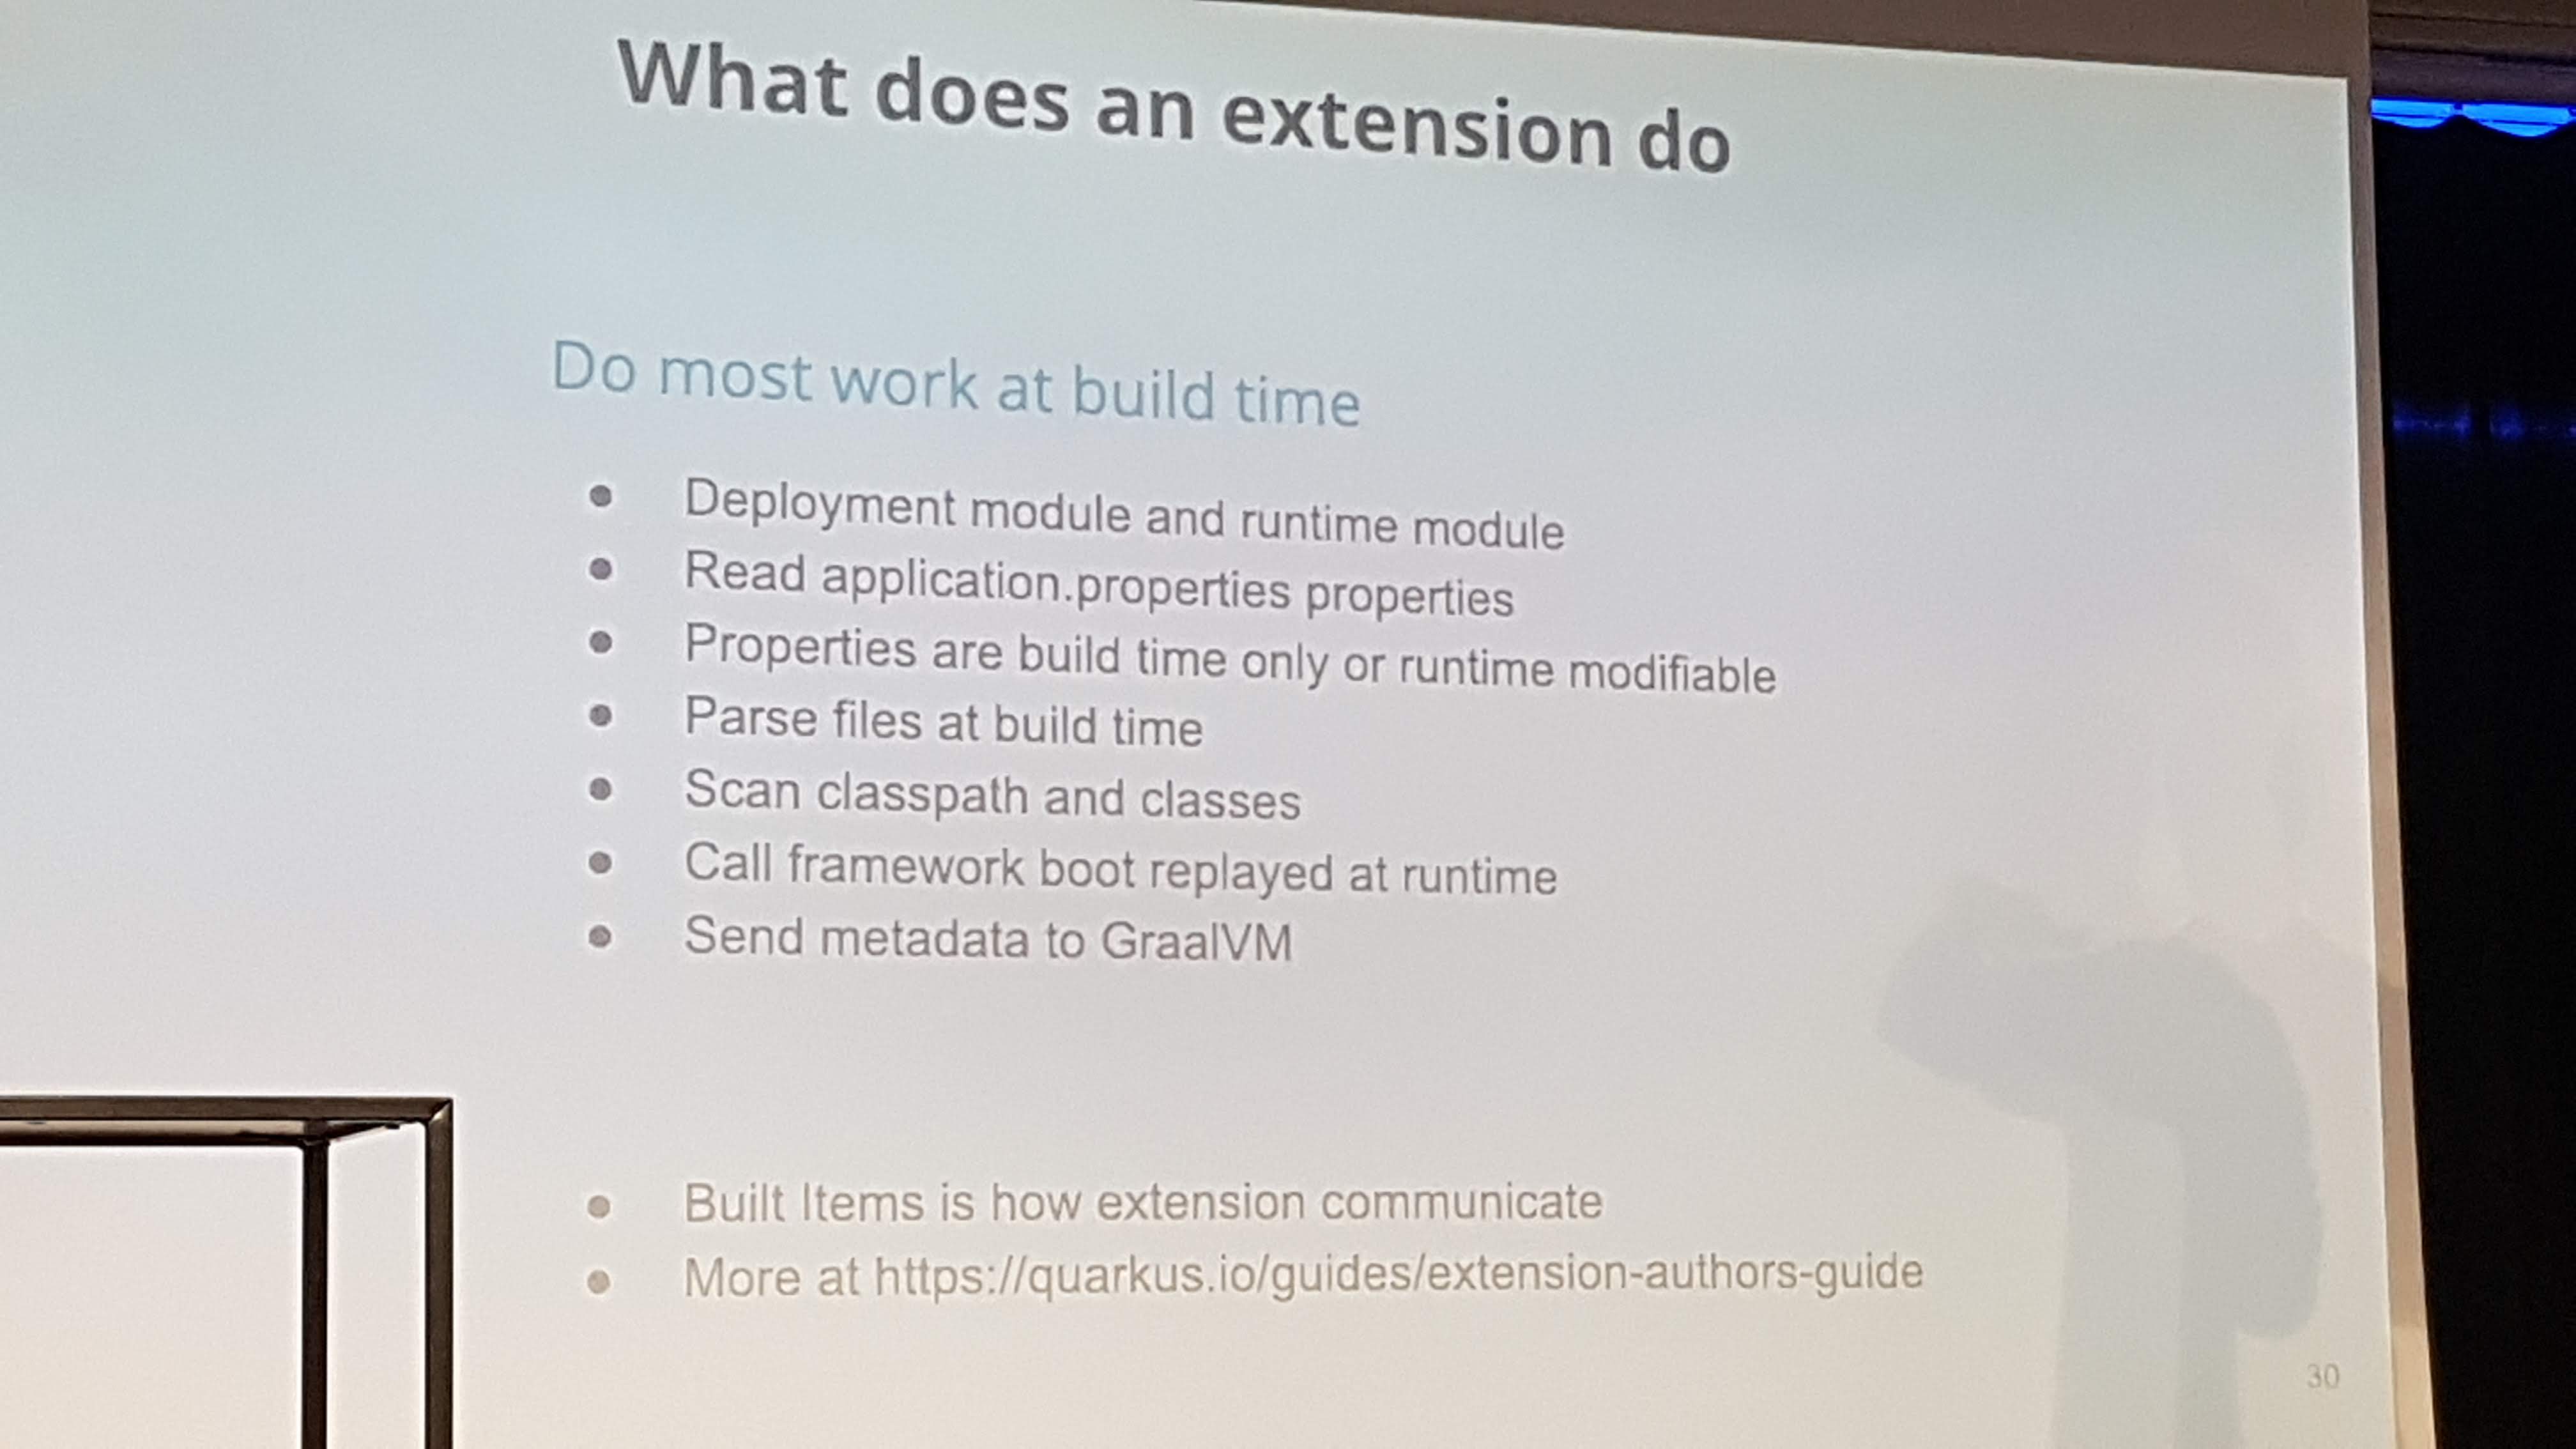 What does an extension do
Do most work at build time
● Deployment module and runtime module
● Read application.properties properties
● Properties are build time only or runtime modifiable
● Parse files at build time
● Scan classpath and classes
● Call framework boot replayed at runtime
● Send metadata to GraalVM
● Built Items is how extension communicate
● More at https://quarkus.io/guides/extension-authors-guide
30